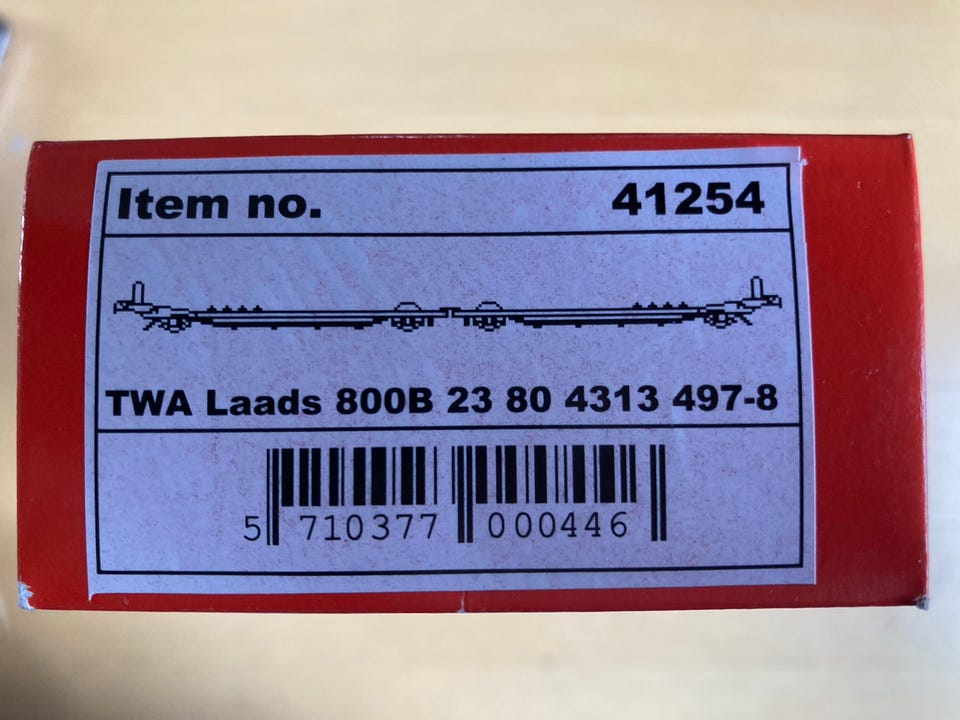 Item no. 41254
TWA Laads 800B 23 80 4313 497-8
5 710377 000446